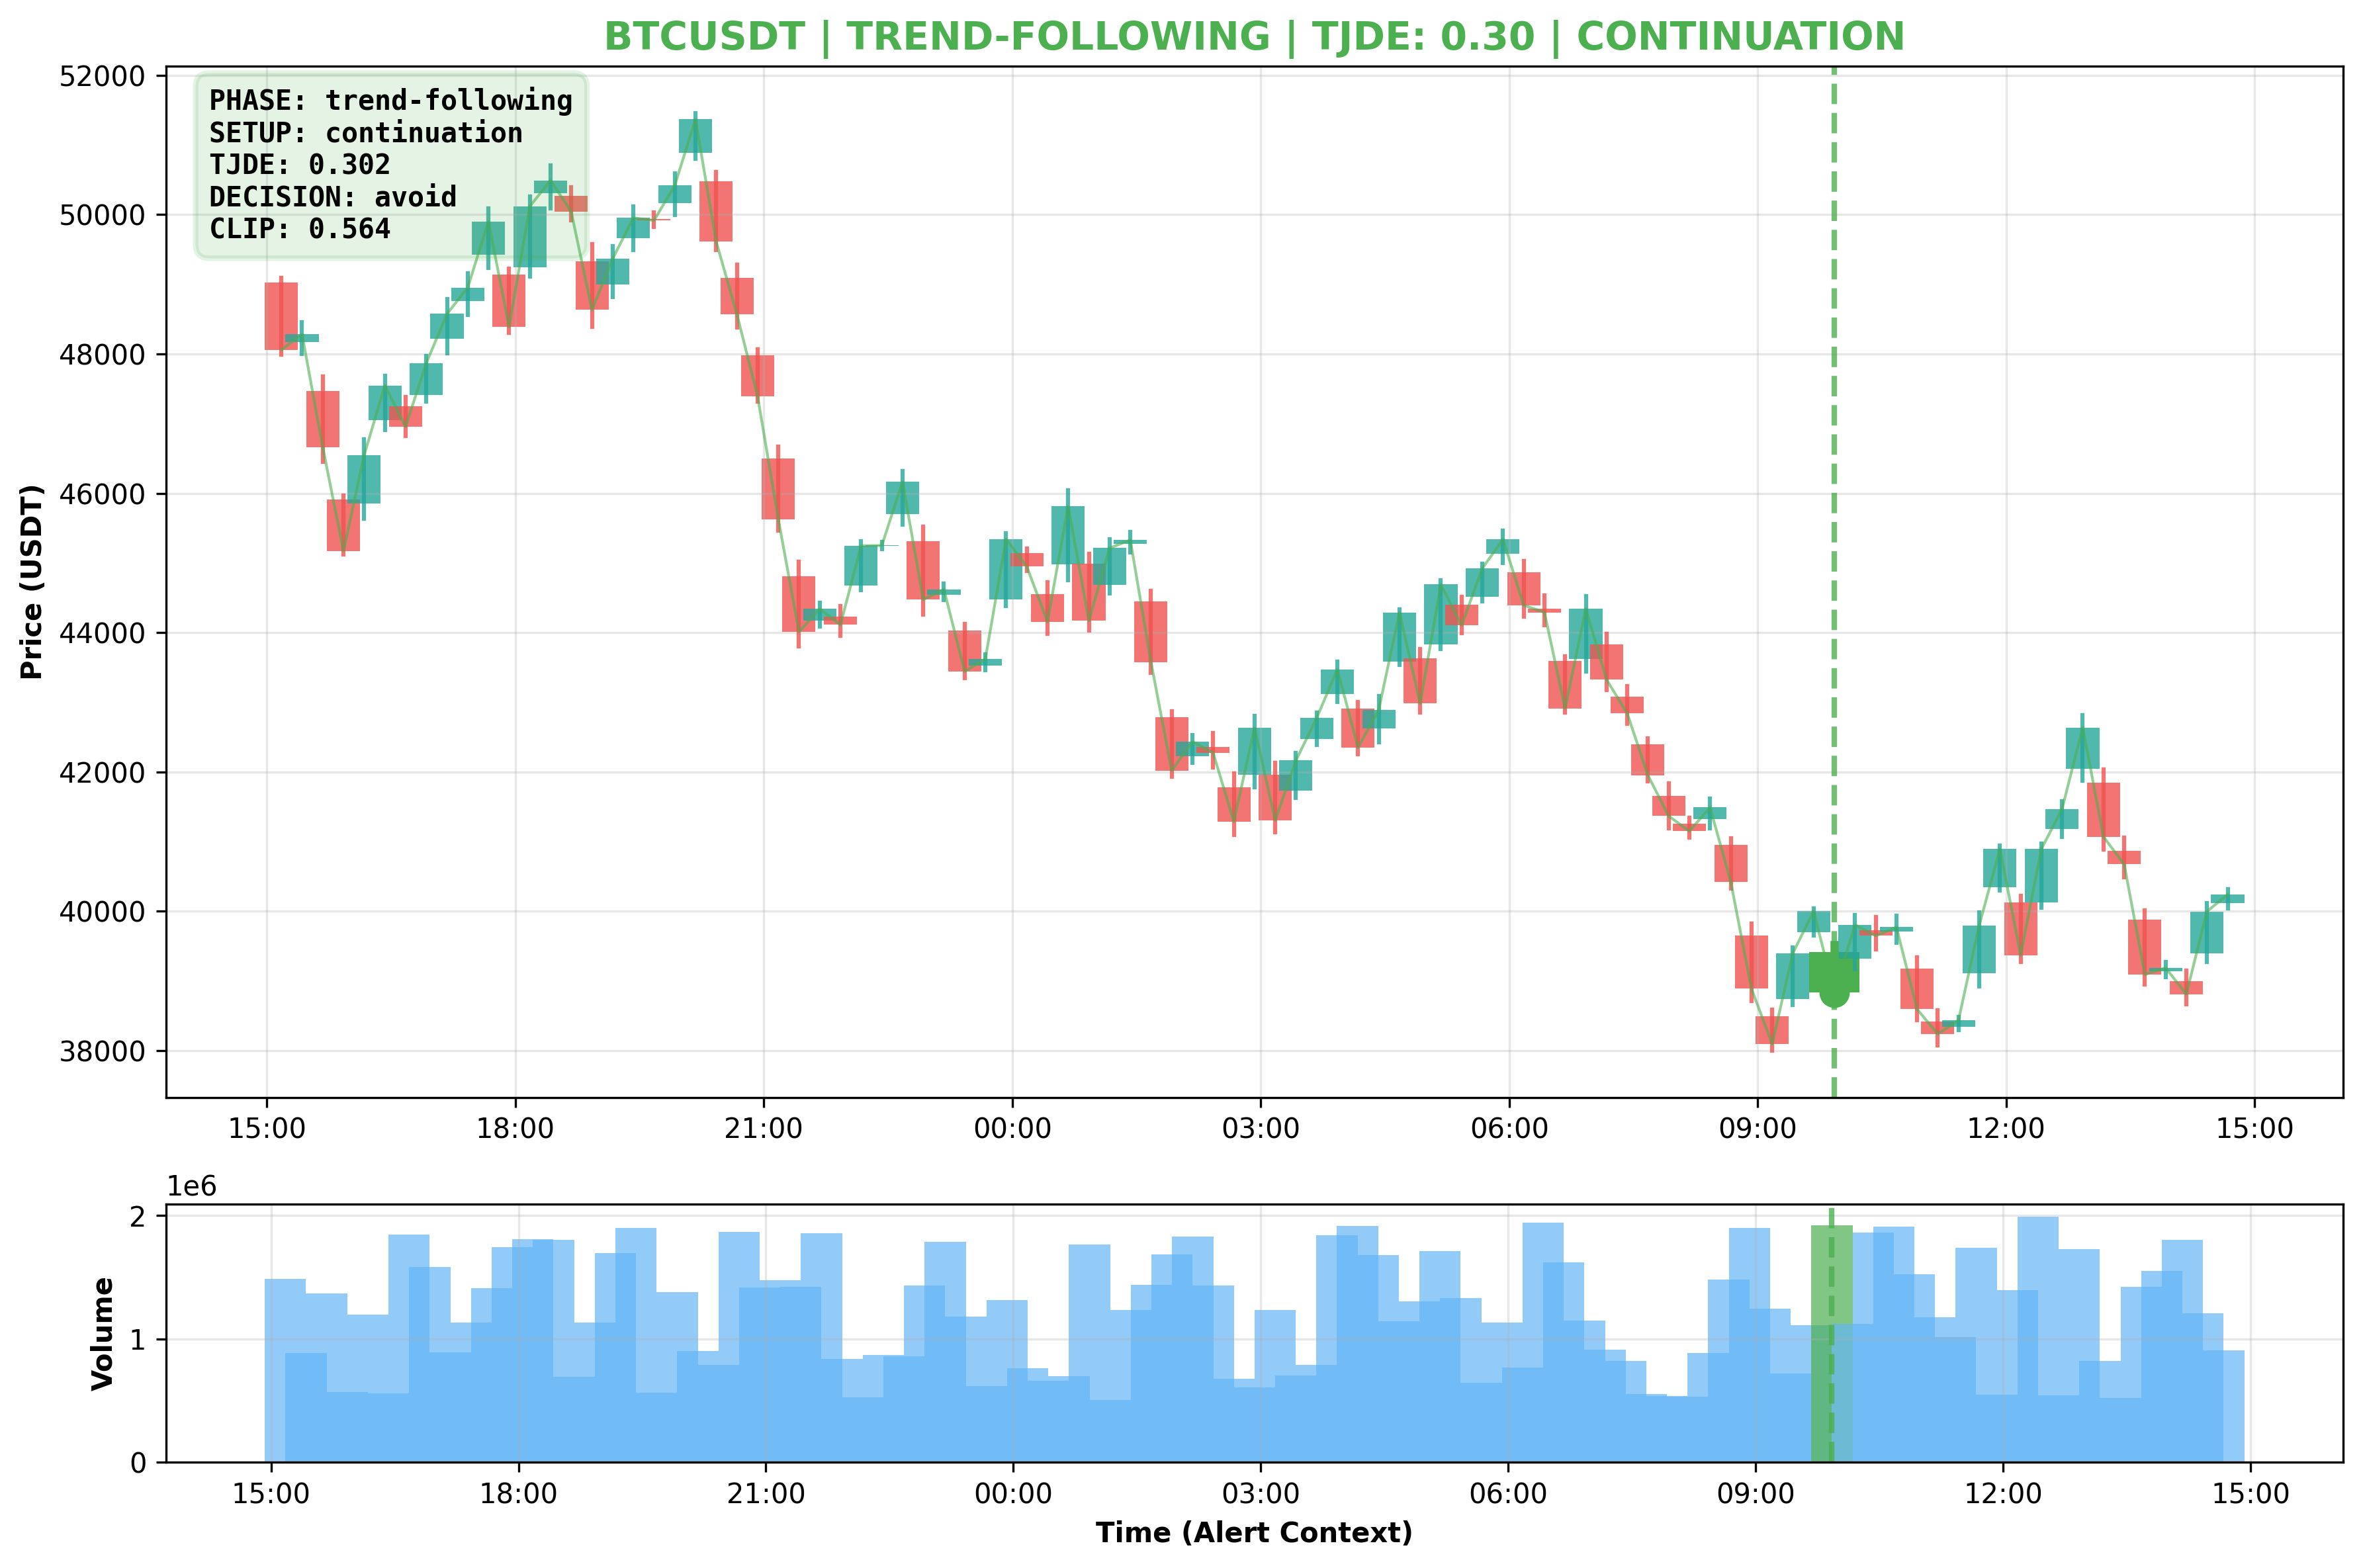 BTCUSDT | TREND-FOLLOWING | TJDE: 0.30 | CONTINUATION
PHASE: trend-following
SETUP: continuation
TJDE: 0.302
DECISION: avoid
CLIP: 0.564
Price (USDT)
52000
50000
48000
46000
44000
42000
40000
38000
15:00 18:00 21:00 00:00 03:00 06:00 09:00 12:00 15:00
1e6
Volume
2
1
0
15:00 18:00 21:00 00:00 03:00 06:00 09:00 12:00 15:00
Time (Alert Context)